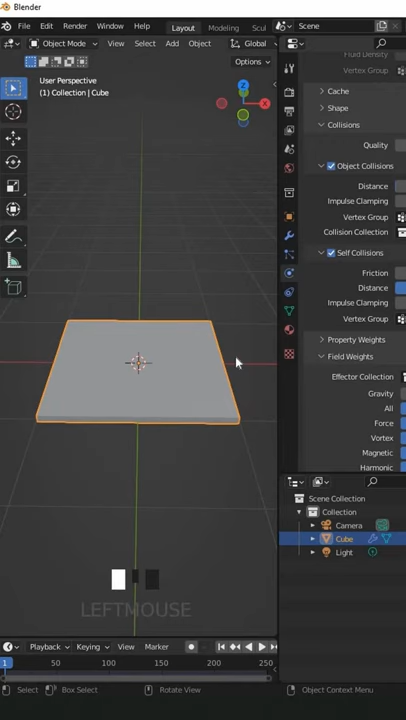 Blender
File Edit Render Window Help Layout Modeling Scul Scene
Object Mode View Select Add Object Global
Options
User Perspective
(1) Collection | Cube
Z
X
Fluid Density
Vertex Group
Cache
Shape
Collisions
Quality
Object Collisions
Distance
Impulse Clamping
Vertex Group
Collision Collection
Self Collisions
Friction
Distance
Impulse Clamping
Vertex Group
Property Weights
Field Weights
Effector Collection
Gravity
All
Force
Vortex
Magnetic
Harmonic
Scene Collection
Collection
Camera
Cube
Light
LEFTMOUSE
Playback Keying View Marker
1 50 100 150 200 250
Select Box Select Rotate View Object Context Menu